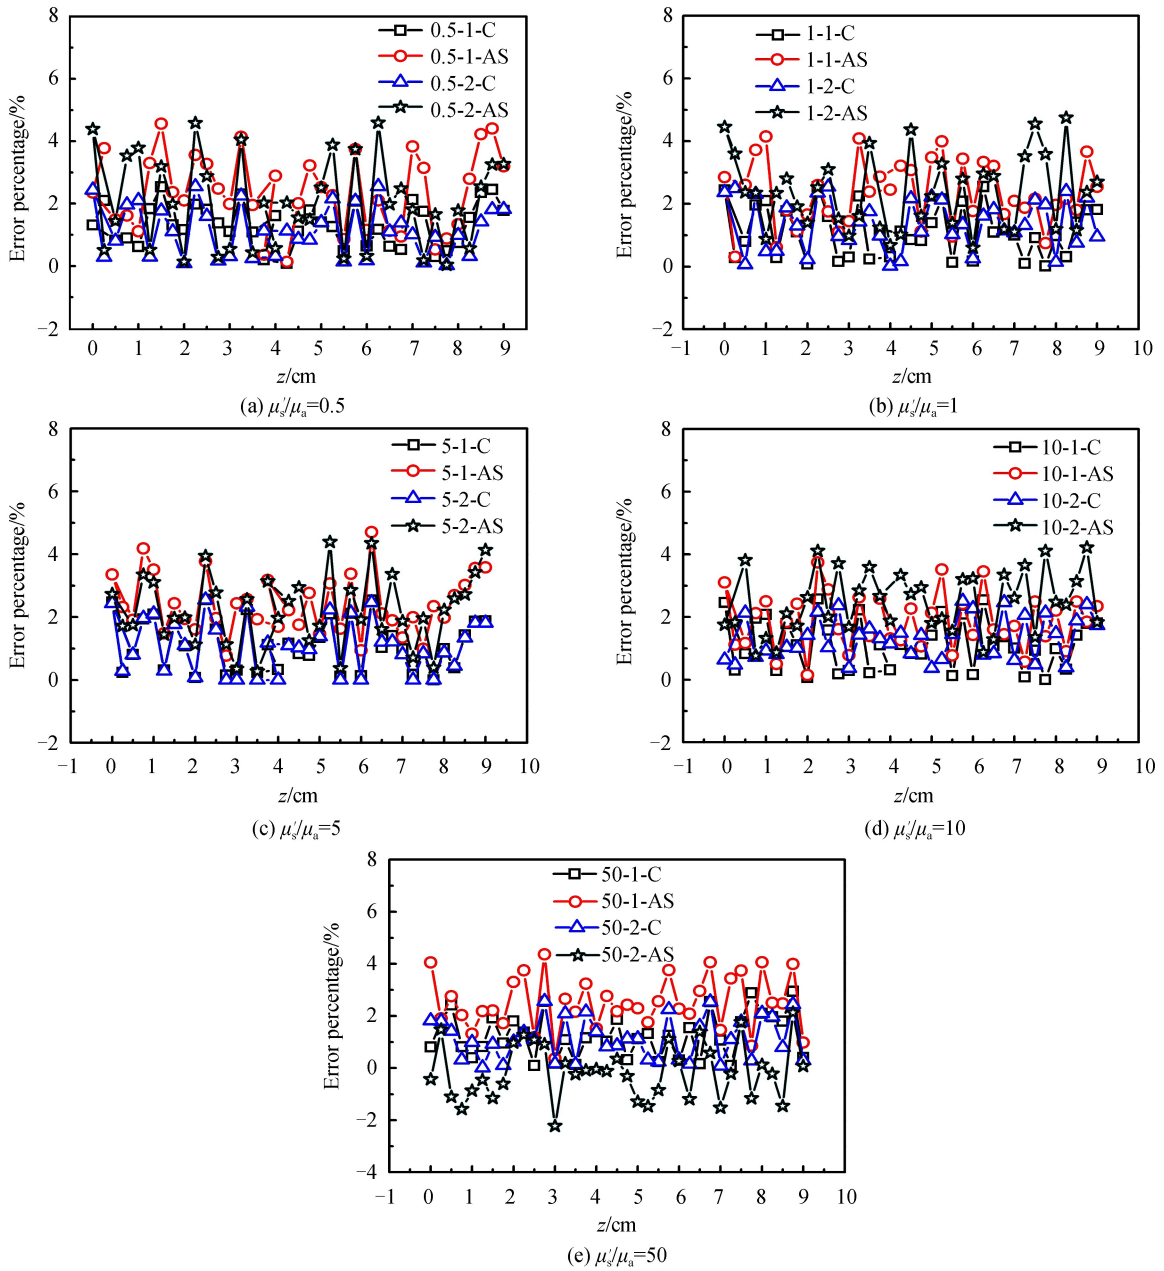 8
6
4
2
0
−2
Error percentage/%
0.5-1-C
0.5-1-AS
0.5-2-C
0.5-2-AS
0 1 2 3 4 5 6 7 8 9
z/cm
(a) μ′s/μa=0.5
8
6
4
2
0
−2
Error percentage/%
1-1-C
1-1-AS
1-2-C
1-2-AS
−1 0 1 2 3 4 5 6 7 8 9 10
z/cm
(b) μ′s/μa=1
8
6
4
2
0
−2
Error percentage/%
5-1-C
5-1-AS
5-2-C
5-2-AS
−1 0 1 2 3 4 5 6 7 8 9 10
z/cm
(c) μ′s/μa=5
8
6
4
2
0
−2
Error percentage/%
10-1-C
10-1-AS
10-2-C
10-2-AS
−1 0 1 2 3 4 5 6 7 8 9 10
z/cm
(d) μ′s/μa=10
8
6
4
2
0
−2
−4
Error percentage/%
50-1-C
50-1-AS
50-2-C
50-2-AS
−1 0 1 2 3 4 5 6 7 8 9 10
z/cm
(e) μ′s/μa=50